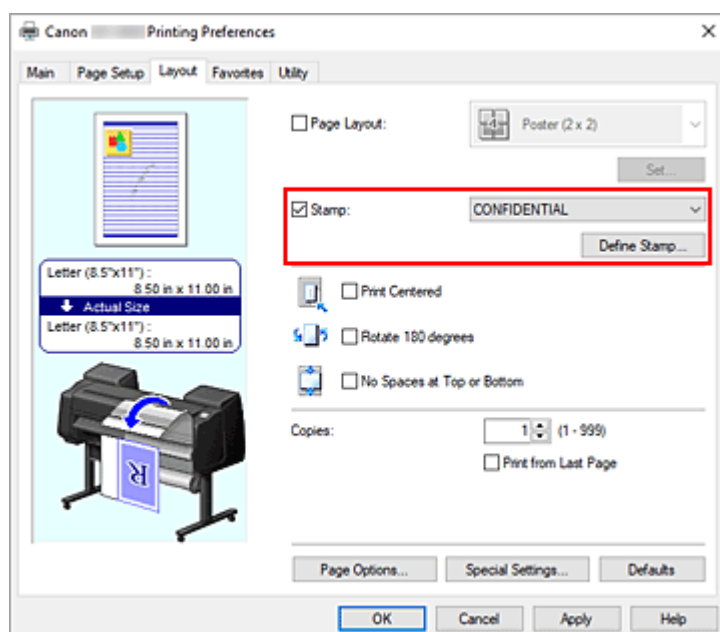 Canon Printing Preferences
Main Page Setup Layout Favorites Utility
Page Layout: Poster (2 x 2)
Set...
Stamp: CONFIDENTIAL
Define Stamp...
Letter (8.5"x11") :
8.50 in x 11.00 in
Actual Size
Letter (8.5"x11") :
8.50 in x 11.00 in
Print Centered
Rotate 180 degrees
No Spaces at Top or Bottom
Copies: 1 (1 - 999)
Print from Last Page
R
Page Options... Special Settings... Defaults
OK Cancel Apply Help